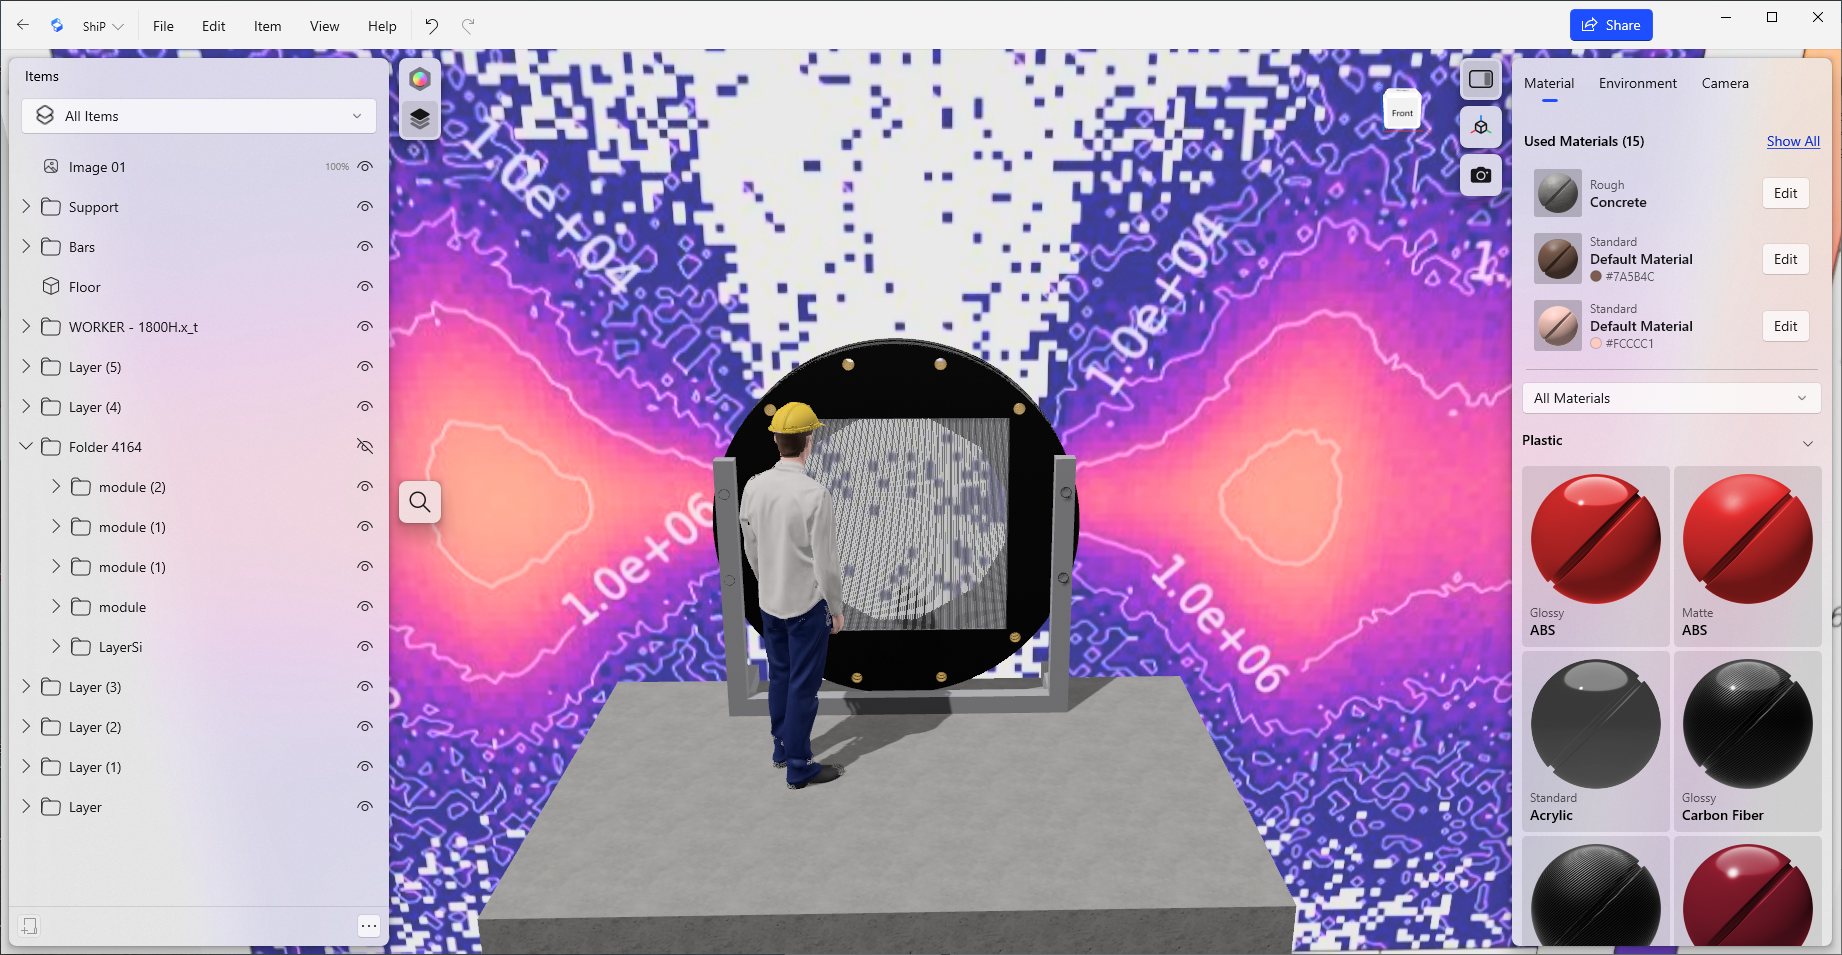 ShiP
File
Edit
Item
View
Help
Share
Items
All Items
Image 01
100%
Support
Bars
Floor
WORKER - 1800H.x_t
Layer (5)
Layer (4)
Folder 4164
module (2)
module (1)
module (1)
module
LayerSi
Layer (3)
Layer (2)
Layer (1)
Layer
1.0e+04
1.0e+04
1.0e+06
1.0e+06
1.
Front
Material
Environment
Camera
Used Materials (15)
Show All
Rough
Concrete
Edit
Standard
Default Material
#7A5B4C
Edit
Standard
Default Material
#FCCCC1
Edit
All Materials
Plastic
Glossy
ABS
Matte
ABS
Standard
Acrylic
Glossy
Carbon Fiber